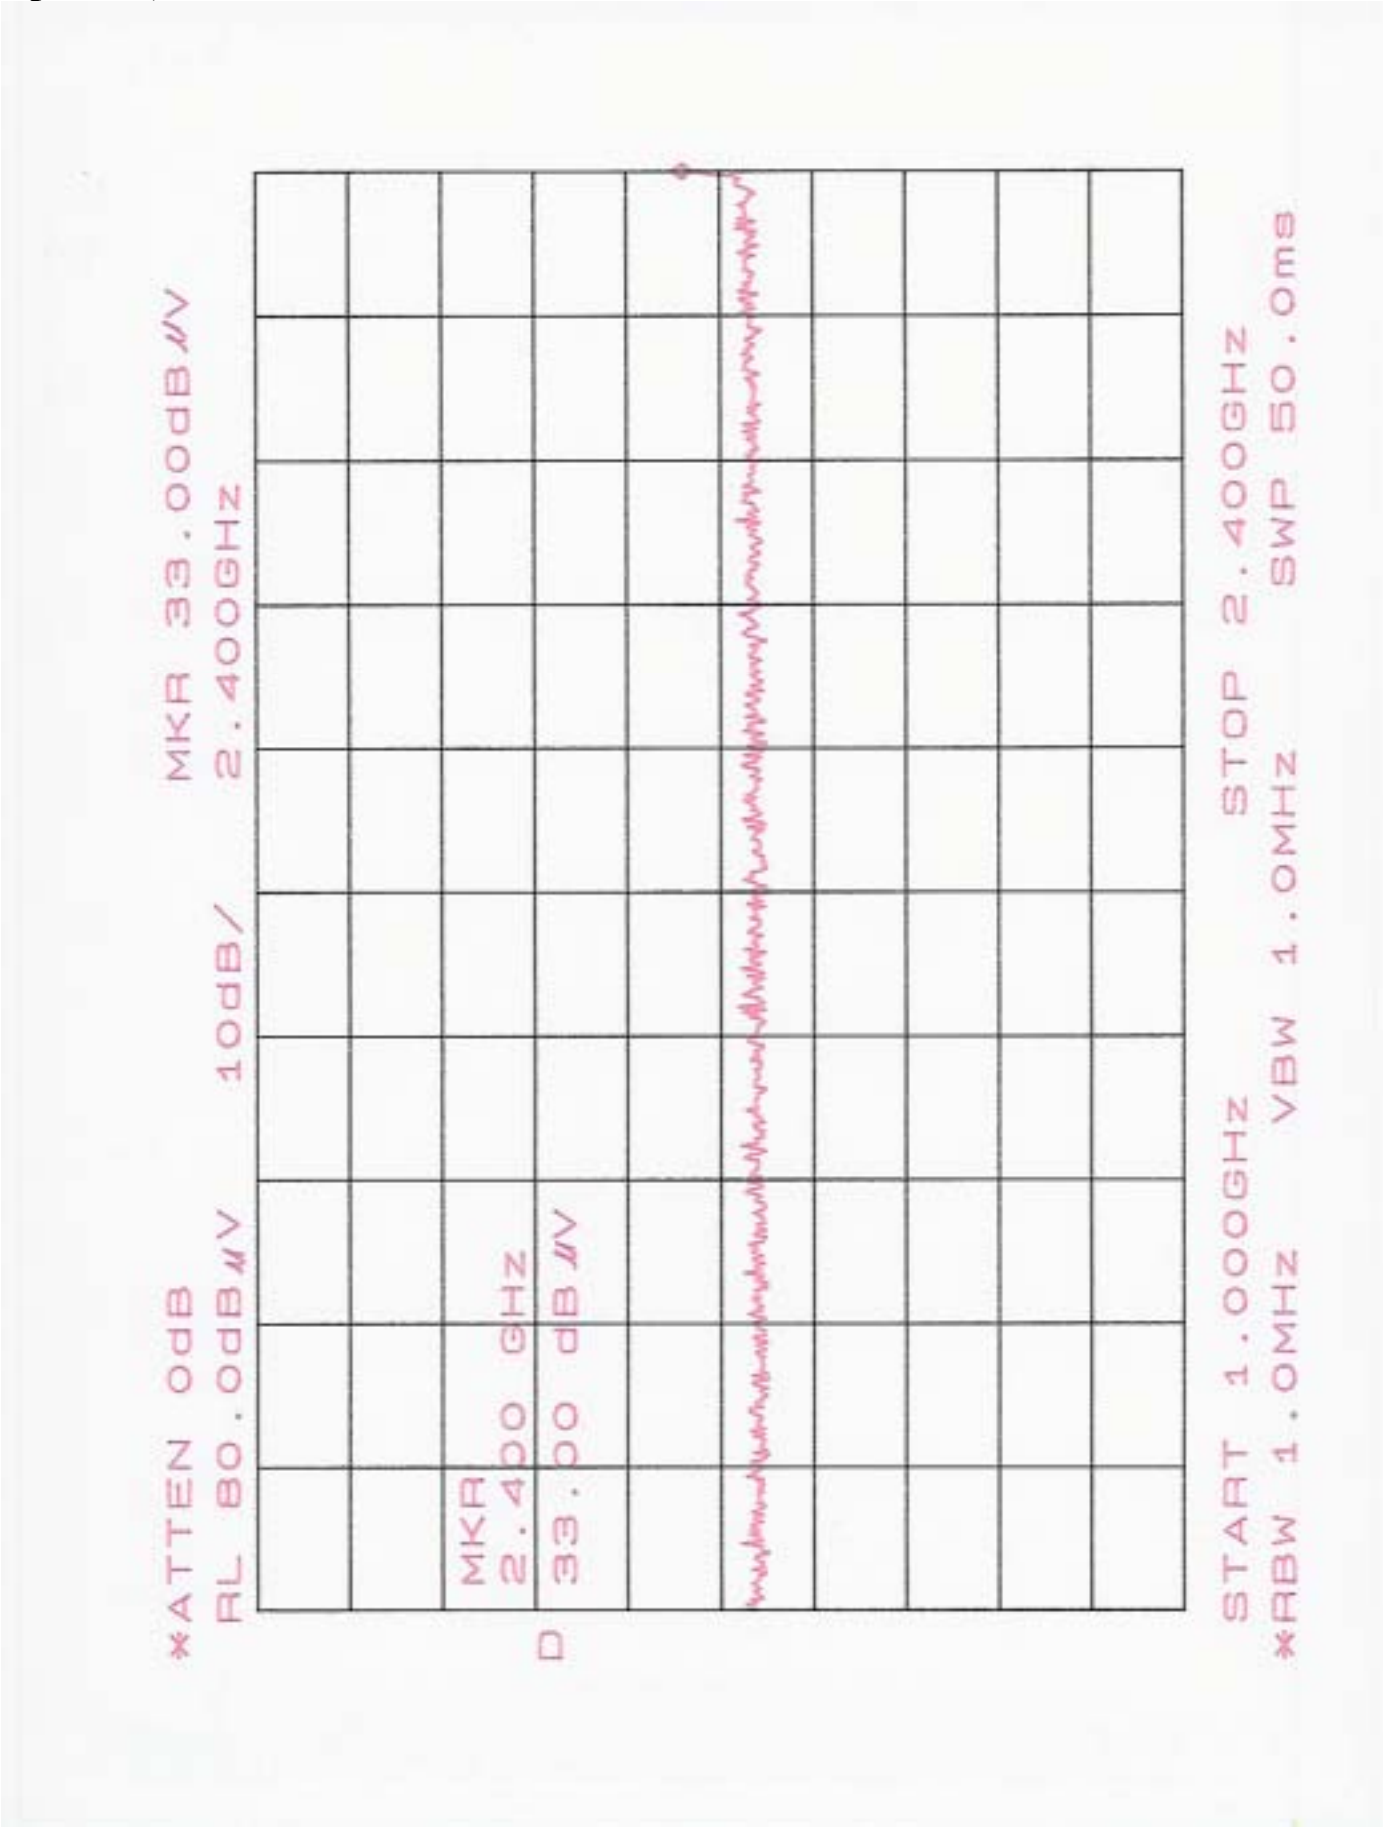 *ATTEN 0dB MKR 33.00dBµV
RL 80.0dBµV 10dB/ 2.400GHz
MKR
2.400 GHz
33.00 dBµV
D
START 1.000GHz STOP 2.400GHz
*RBW 1.0MHz VBW 1.0MHz SWP 50.0ms